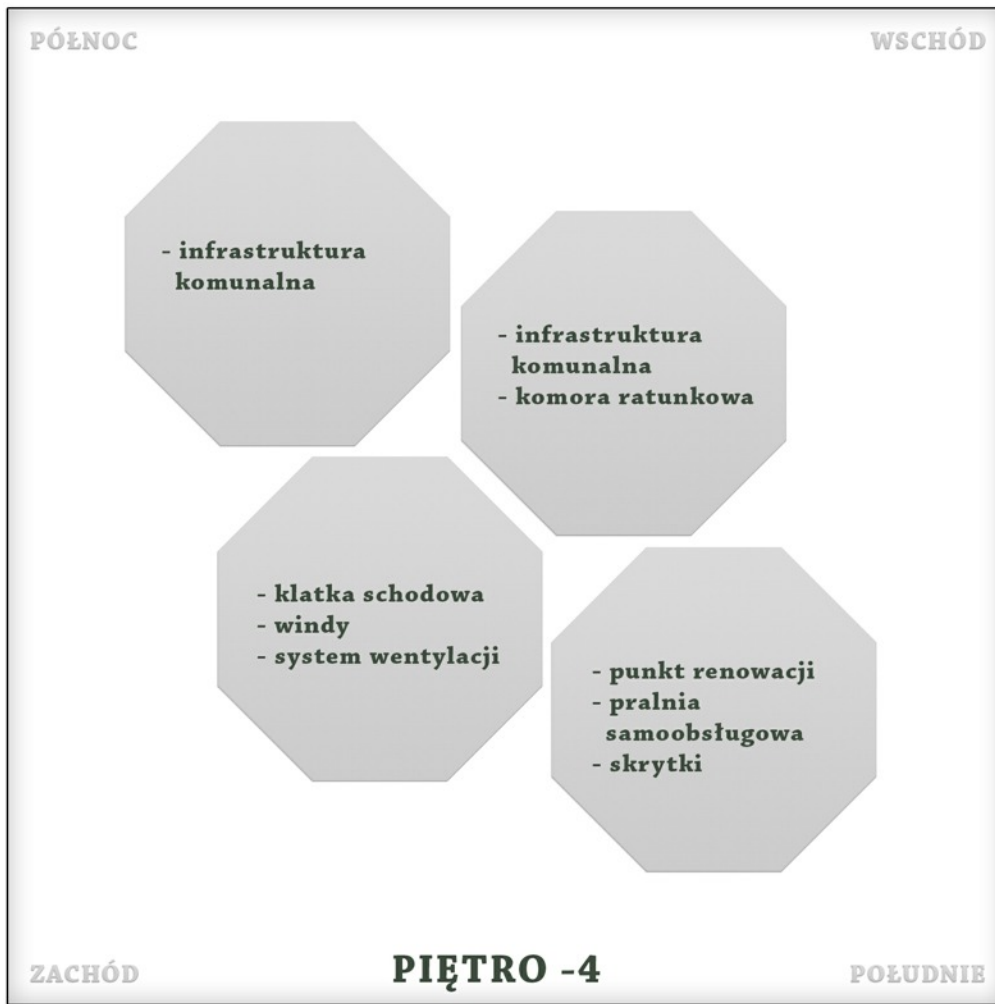 PÓŁNOC
WSCHÓD
- infrastruktura
komunalna
- infrastruktura
komunalna
- komora ratunkowa
- klatka schodowa
- windy
- system wentylacji
- punkt renowacji
- pralnia
samoobsługowa
- skrytki
ZACHÓD
PIĘTRO -4
POŁUDNIE